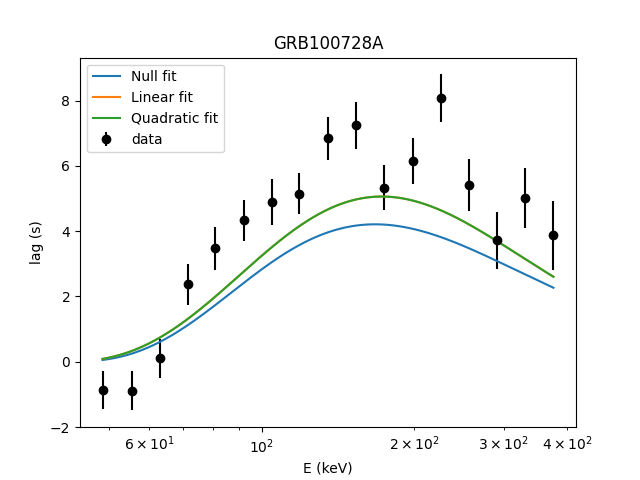 GRB100728A
Null fit
Linear fit
Quadratic fit
data
lag (s)
8
6
4
2
0
−2
6 × 10¹
10²
2 × 10²
3 × 10²
4 × 10²
E (keV)